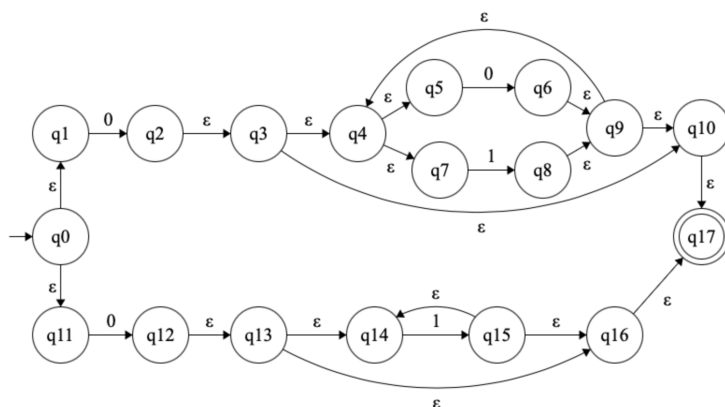 ε
q5 0 q6
ε ε
q1 0 q2 ε q3 ε q4 q9 ε q10
ε ε
q7 1 q8
ε ε
ε
q0 q17
ε ε
ε
q11 0 q12 ε q13 ε q14 1 q15 ε q16
ε